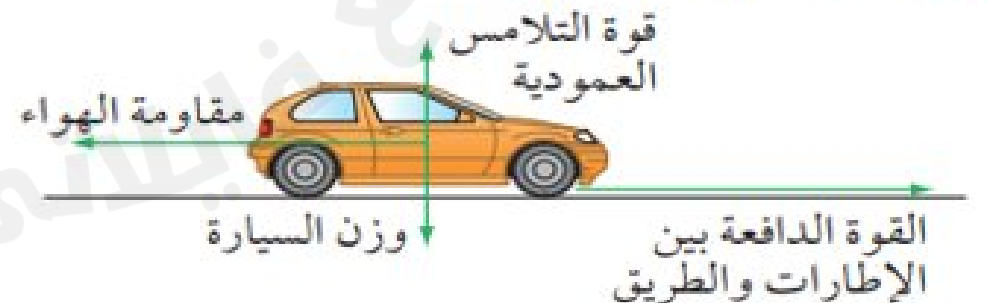 قوة التلامس
العمودية
مقاومة الهواء
وزن السيارة
القوة الدافعة بين
الإطارات والطريق